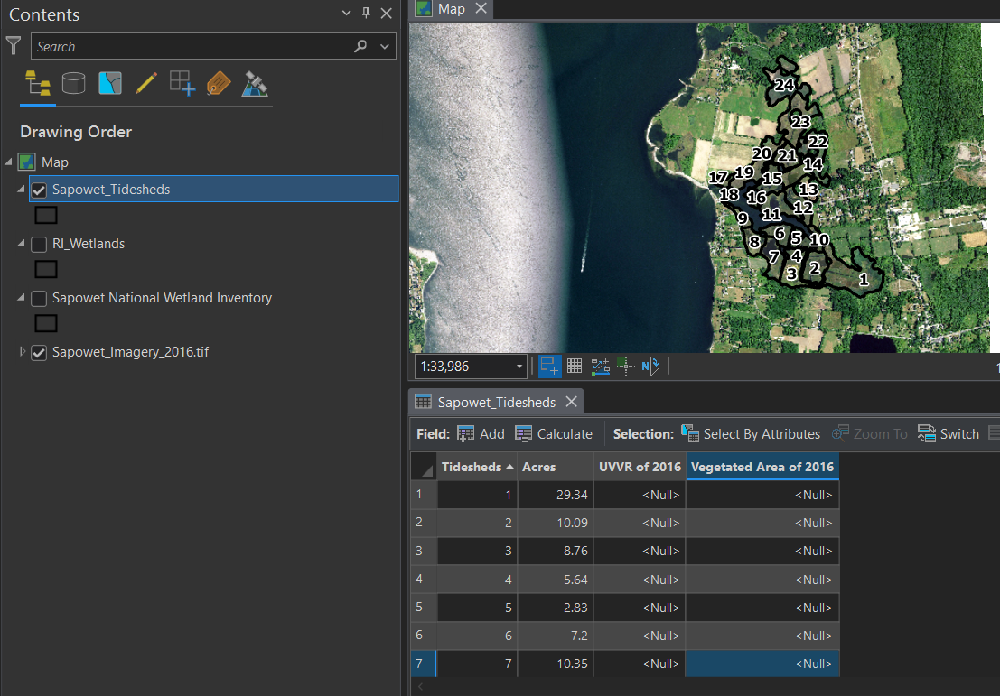 Contents
Search
Drawing Order
Map
Sapowet_Tidesheds
RI_Wetlands
Sapowet National Wetland Inventory
Sapowet_Imagery_2016.tif
Map
24
23
22
20 21
14
17 19 15
18 16 13
12
9 11
6 5 10
8
7 4
3 2 1
1:33,986
N
1
Sapowet_Tidesheds
Field: Add Calculate Selection: Select By Attributes Zoom To Switch
Tidesheds Acres UVVR of 2016 Vegetated Area of 2016
1 1 29.34 <Null> <Null>
2 2 10.09 <Null> <Null>
3 3 8.76 <Null> <Null>
4 4 5.64 <Null> <Null>
5 5 2.83 <Null> <Null>
6 6 7.2 <Null> <Null>
7 7 10.35 <Null> <Null>